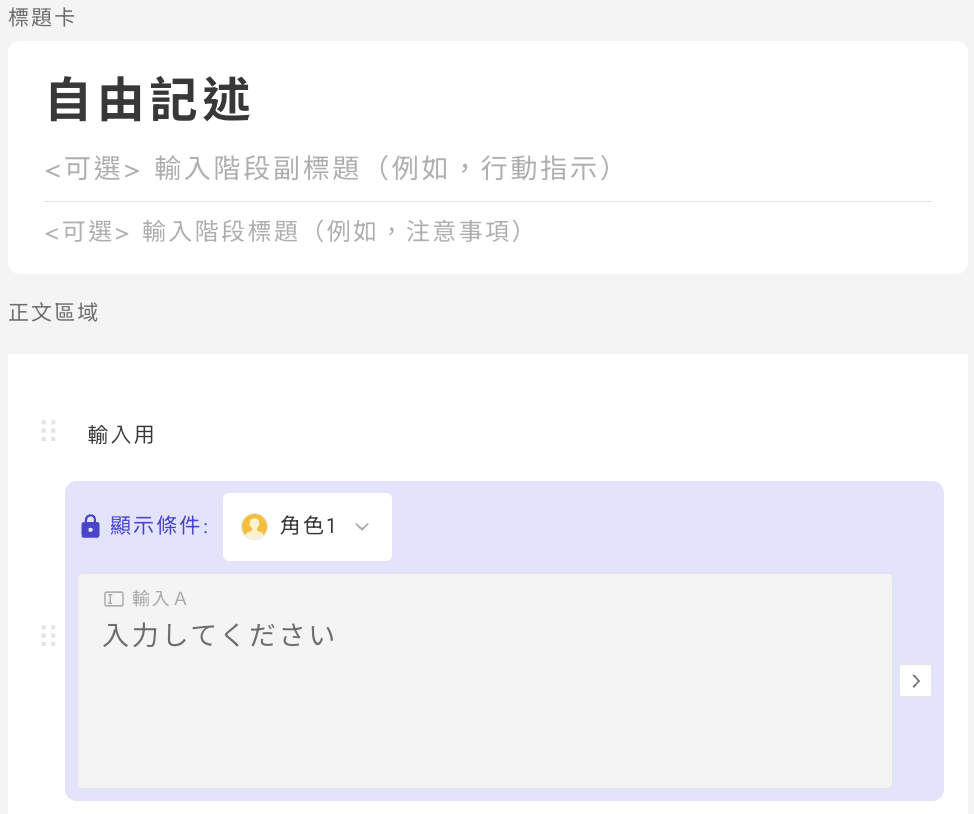 標題卡
自由記述
<可選> 輸入階段副標題（例如，行動指示）
<可選> 輸入階段標題（例如，注意事項）
正文區域
輸入用
顯示條件: 角色1
輸入A
入力してください